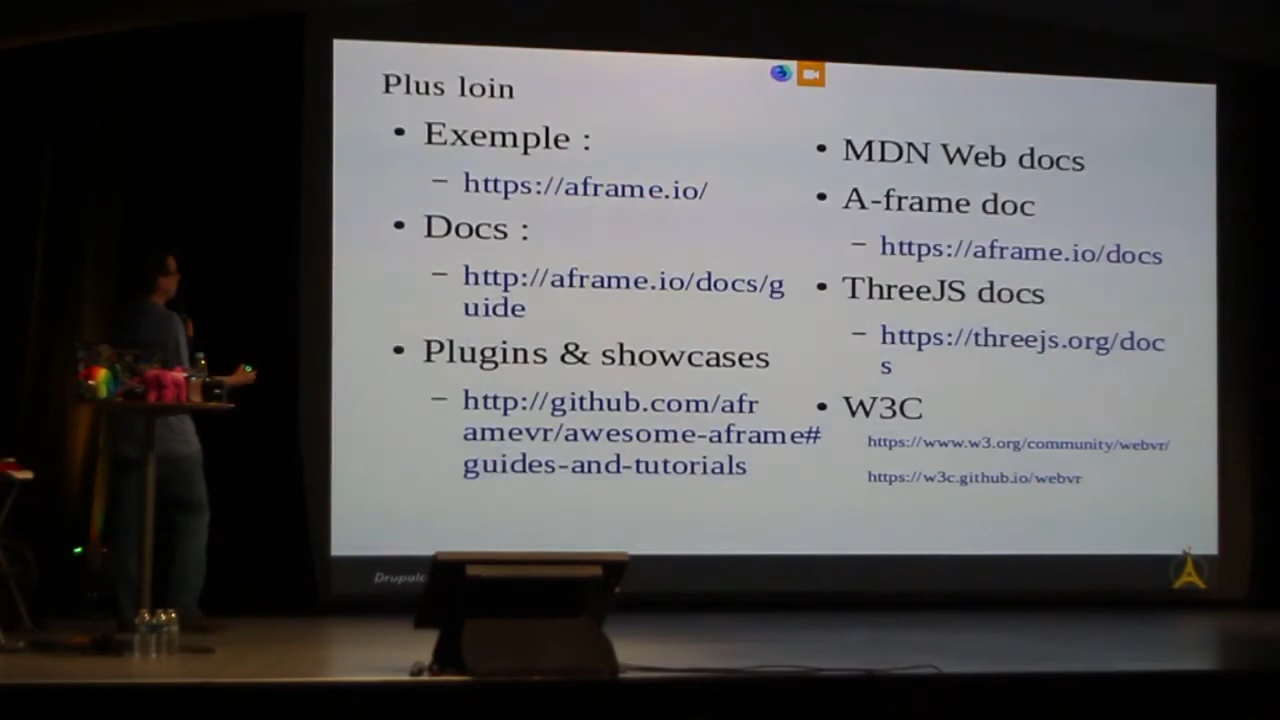 Plus loin
• Exemple :
– https://aframe.io/
• Docs :
– http://aframe.io/docs/g
uide
• Plugins & showcases
– http://github.com/afr
amevr/awesome-aframe#
guides-and-tutorials
• MDN Web docs
• A-frame doc
– https://aframe.io/docs
• ThreeJS docs
– https://threejs.org/doc
s
• W3C
https://www.w3.org/community/webvr/
https://w3c.github.io/webvr
Drupalc